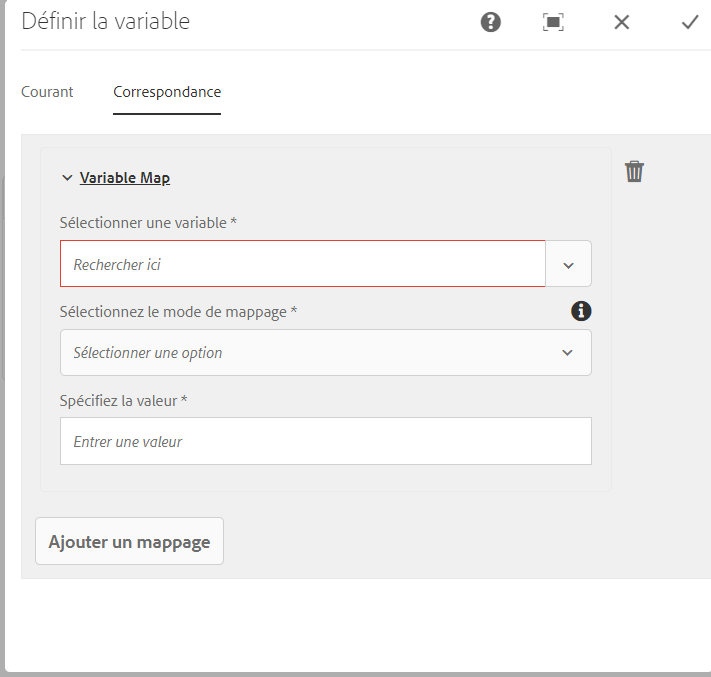 Définir la variable
Courant
Correspondance
Variable Map
Sélectionner une variable *
Rechercher ici
Sélectionnez le mode de mappage *
Sélectionner une option
Spécifiez la valeur *
Entrer une valeur
Ajouter un mappage